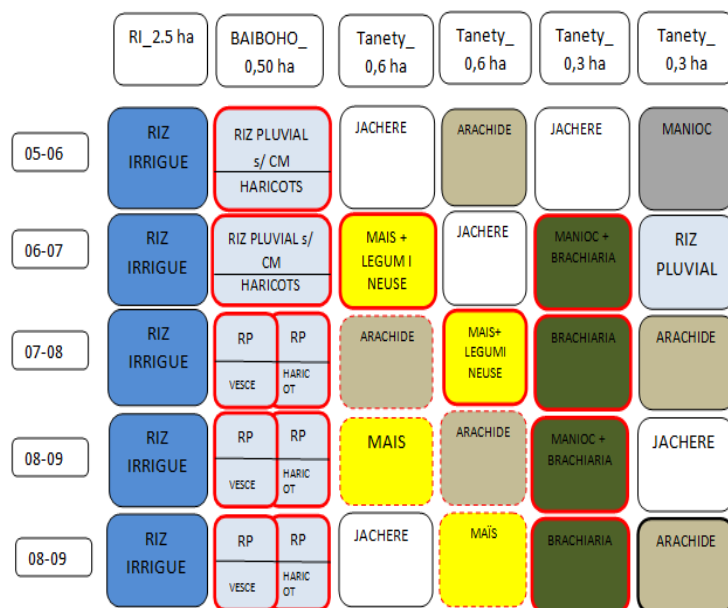 RI_2.5 ha
BAIBOHO_
0,50 ha
Tanety_
0,6 ha
Tanety_
0,6 ha
Tanety_
0,3 ha
Tanety_
0,3 ha
05-06
RIZ
IRRIGUE
RIZ PLUVIAL
s/ CM
HARICOTS
JACHERE
ARACHIDE
JACHERE
MANIOC
06-07
RIZ
IRRIGUE
RIZ PLUVIAL s/
CM
HARICOTS
MAIS +
LEGUM I
NEUSE
JACHERE
MANIOC +
BRACHIARIA
RIZ
PLUVIAL
07-08
RIZ
IRRIGUE
RP
VESCE
RP
HARIC
OT
ARACHIDE
MAIS+
LEGUMI
NEUSE
BRACHIARIA
ARACHIDE
08-09
RIZ
IRRIGUE
RP
VESCE
RP
HARIC
OT
MAIS
ARACHIDE
MANIOC +
BRACHIARIA
JACHERE
08-09
RIZ
IRRIGUE
RP
VESCE
RP
HARIC
OT
JACHERE
MAÏS
BRACHIARIA
ARACHIDE